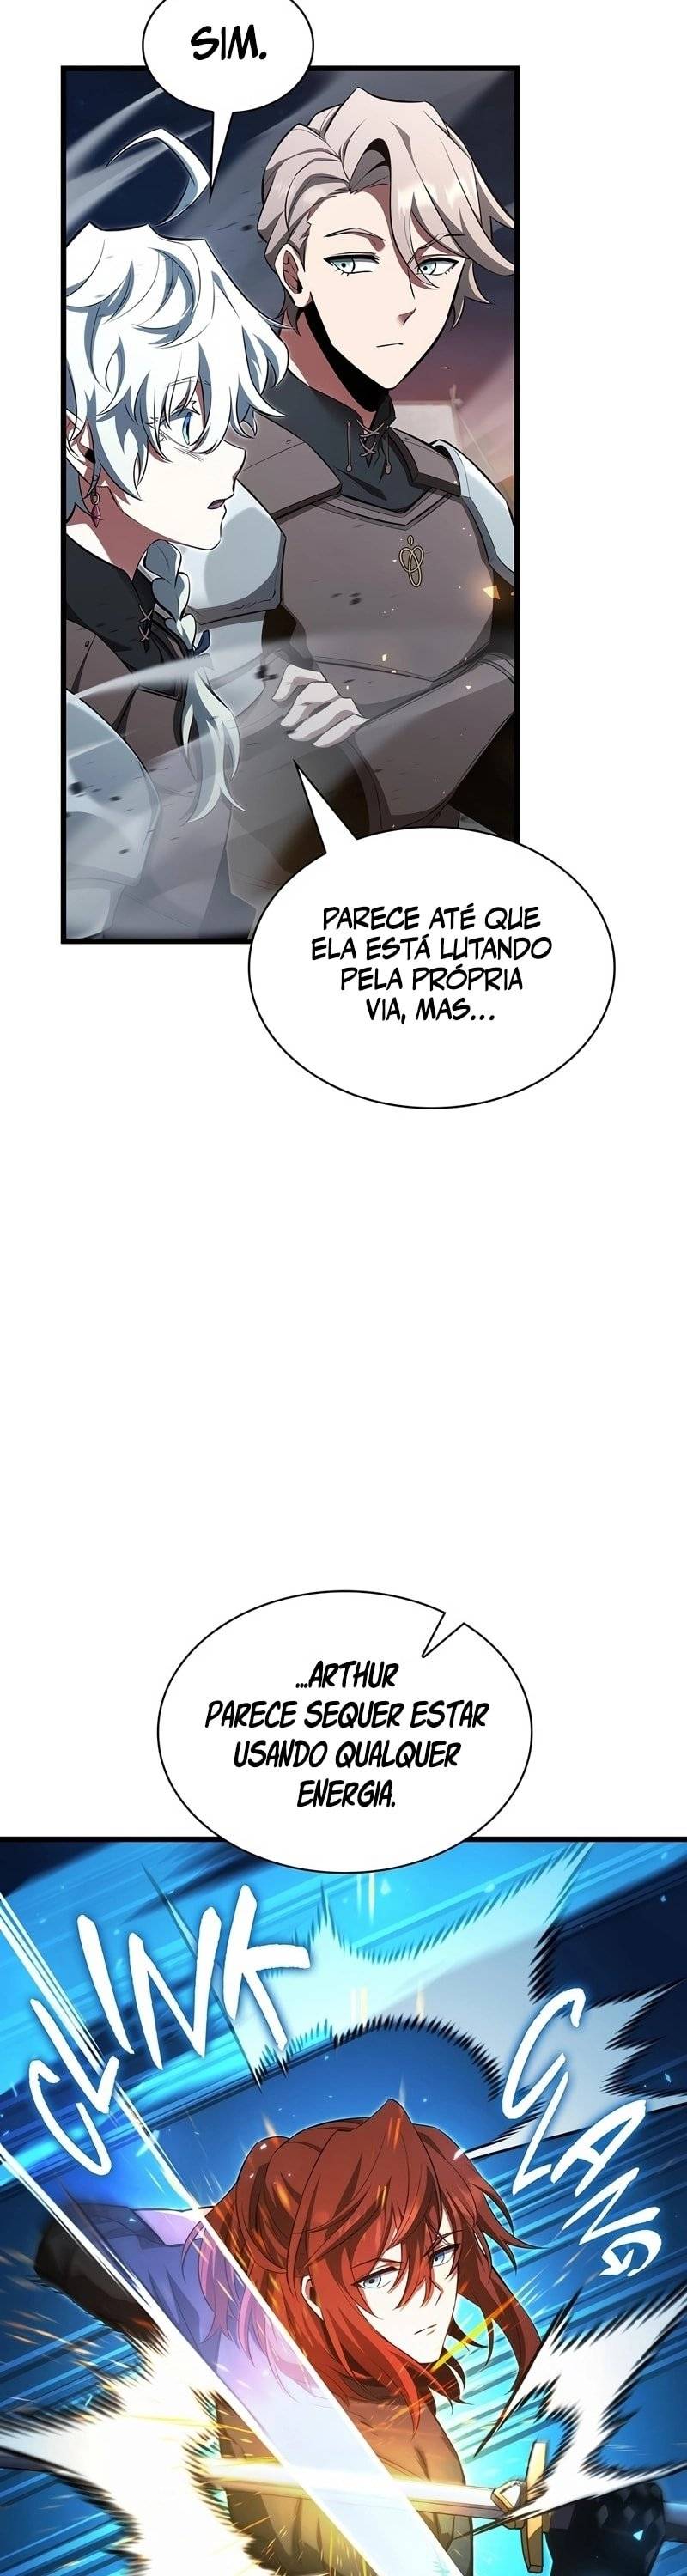 SIM.
PARECE ATÉ QUE
ELA ESTÁ LUTANDO
PELA PRÓPRIA
VIA, MAS...
...ARTHUR
PARECE SEQUER ESTAR
USANDO QUALQUER
ENERGIA.
CLINK
CLANG